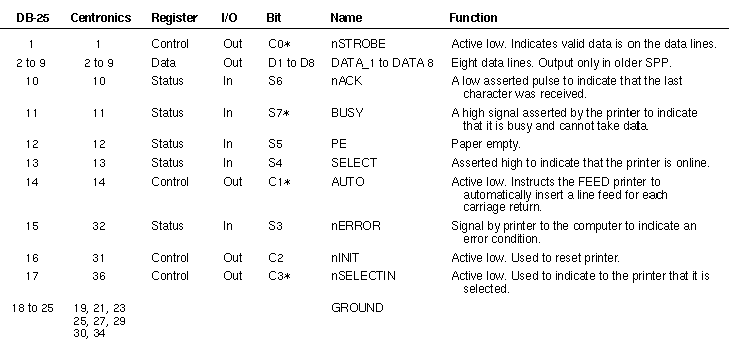 DB-25 Centronics Register I/O Bit Name Function
1 1 Control Out C0* nSTROBE Active low. Indicates valid data is on the data lines.
2 to 9 2 to 9 Data Out D1 to D8 DATA_1 to DATA 8 Eight data lines. Output only in older SPP.
10 10 Status In S6 nACK A low asserted pulse to indicate that the last
character was received.
11 11 Status In S7* BUSY A high signal asserted by the printer to indicate
that it is busy and cannot take data.
12 12 Status In S5 PE Paper empty.
13 13 Status In S4 SELECT Asserted high to indicate that the printer is online.
14 14 Control Out C1* AUTO Active low. Instructs the FEED printer to
automatically insert a line feed for each
carriage return.
15 32 Status In S3 nERROR Signal by printer to the computer to indicate an
error condition.
16 31 Control Out C2 nINIT Active low. Used to reset printer.
17 36 Control Out C3* nSELECTIN Active low. Used to indicate to the printer that it is
selected.
18 to 25 19, 21, 23 GROUND
25, 27, 29
30, 34